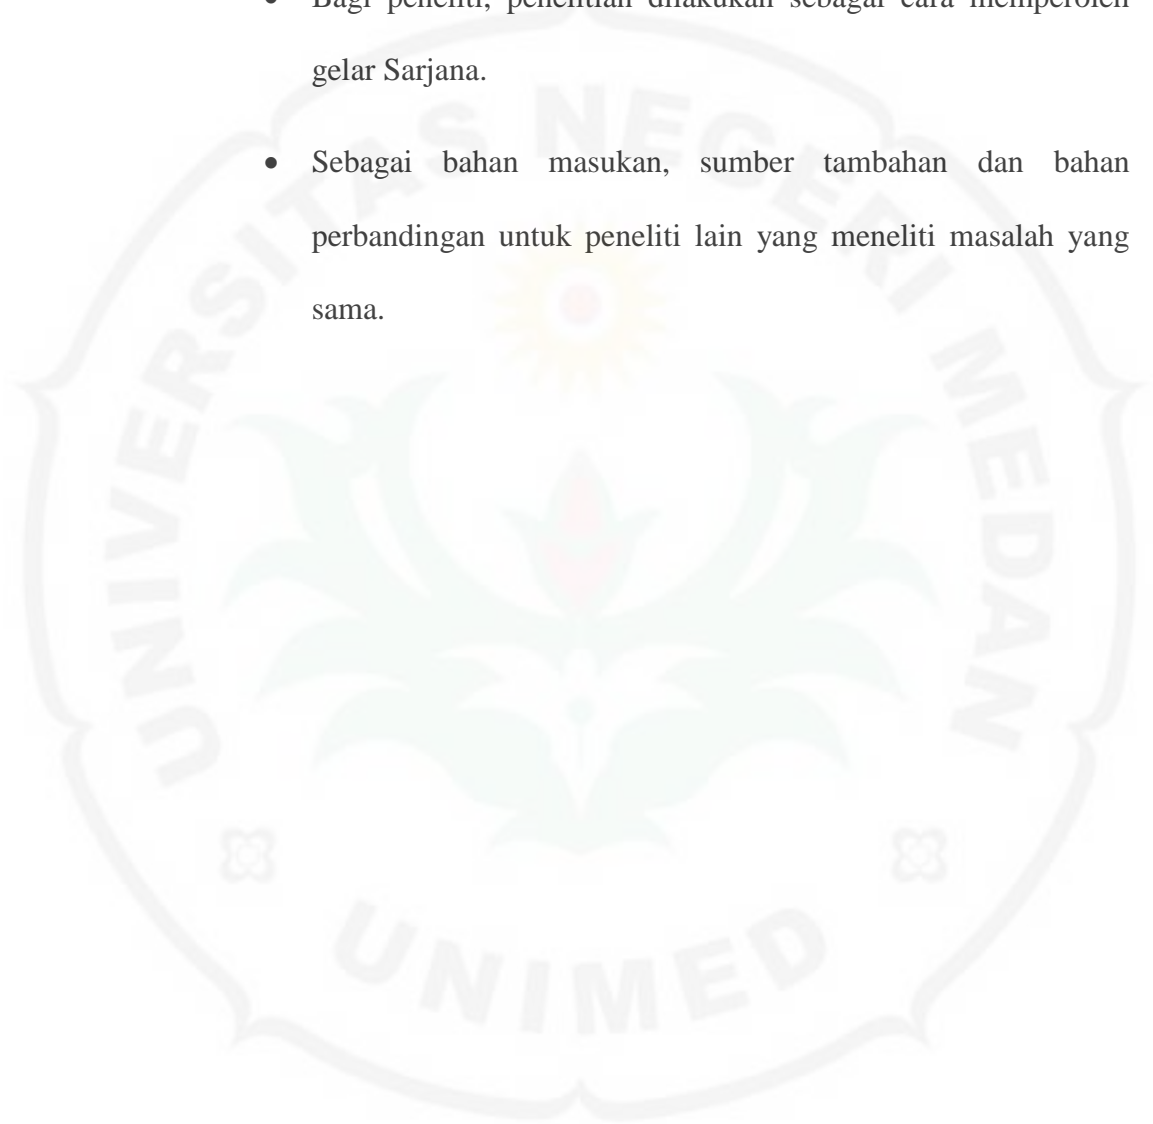 Bagi peneliti, penelitian dilakukan sebagai cara memperoleh
gelar Sarjana.
Sebagai bahan masukan, sumber tambahan dan bahan
perbandingan untuk peneliti lain yang meneliti masalah yang
sama.
UNIVERSITAS NEGERI MEDAN
UNIMED